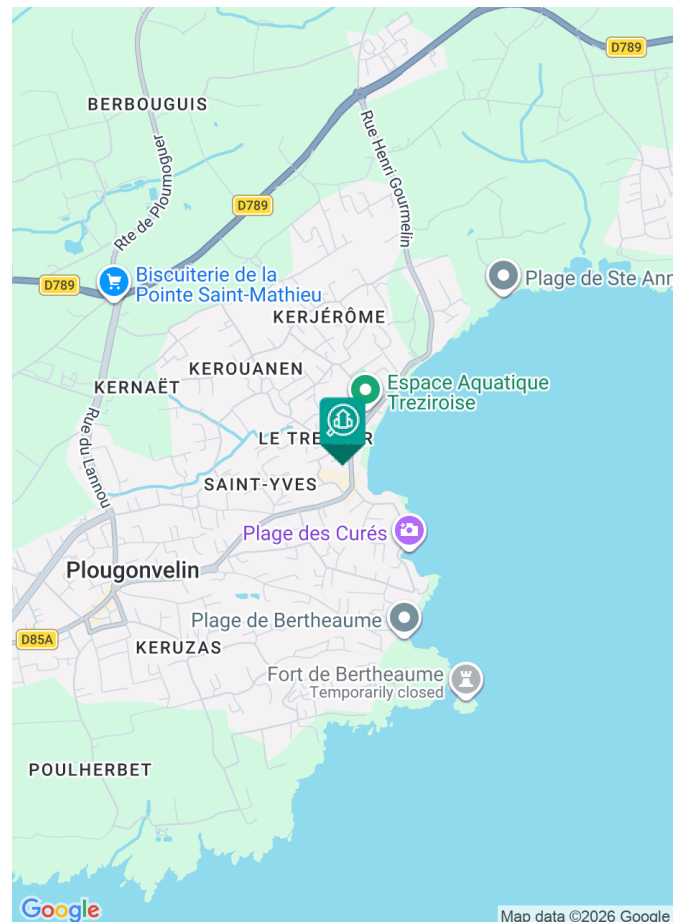 D789
BERBOUGUIS
Rue Henri Gourmelin
Rte de Ploumoguer
D789
D789
Biscuiterie de la
Pointe Saint-Mathieu
Plage de Ste Ann
KERJÉRÔME
KEROUANEN
KERNAËT
Espace Aquatique
Treziroise
Rue du Lannou
LE TRE R
SAINT-YVES
Plage des Curés
Plougonvelin
Plage de Bertheaume
D85A
KERUZAS
Fort de Bertheaume
Temporarily closed
POULHERBET
Google
Map data ©2026 Google